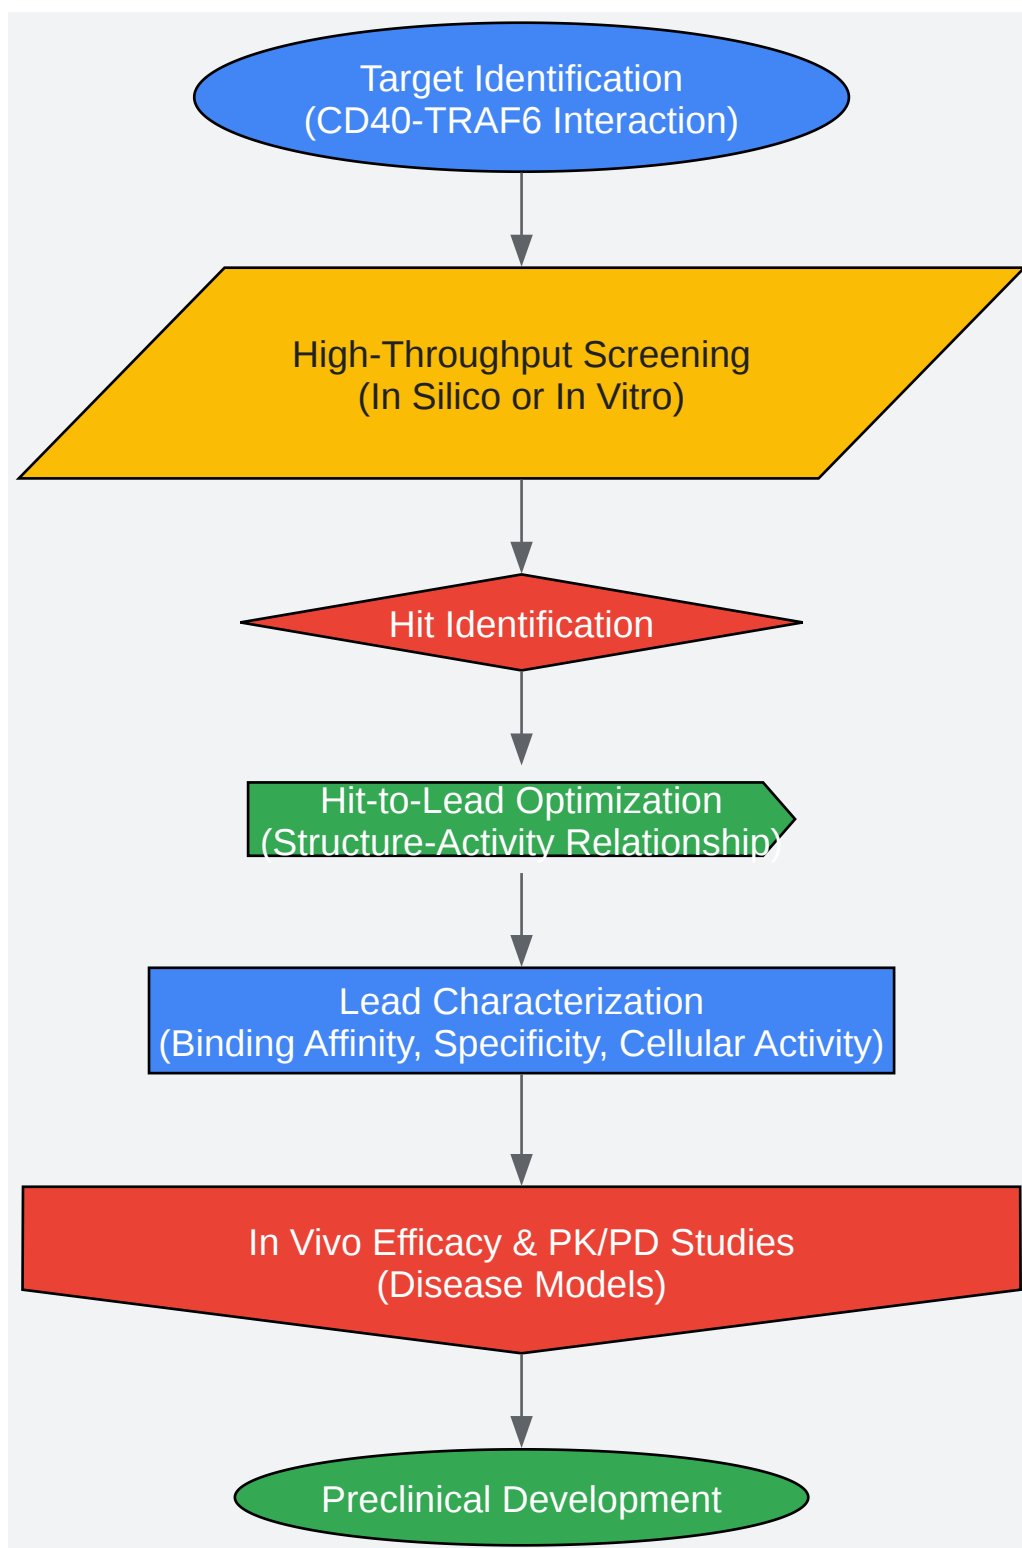 Target Identification
(CD40-TRAF6 Interaction)
High-Throughput Screening
(In Silico or In Vitro)
Hit Identification
Hit-to-Lead Optimization
(Structure-Activity Relationship)
Lead Characterization
(Binding Affinity, Specificity, Cellular Activity)
In Vivo Efficacy & PK/PD Studies
(Disease Models)
Preclinical Development